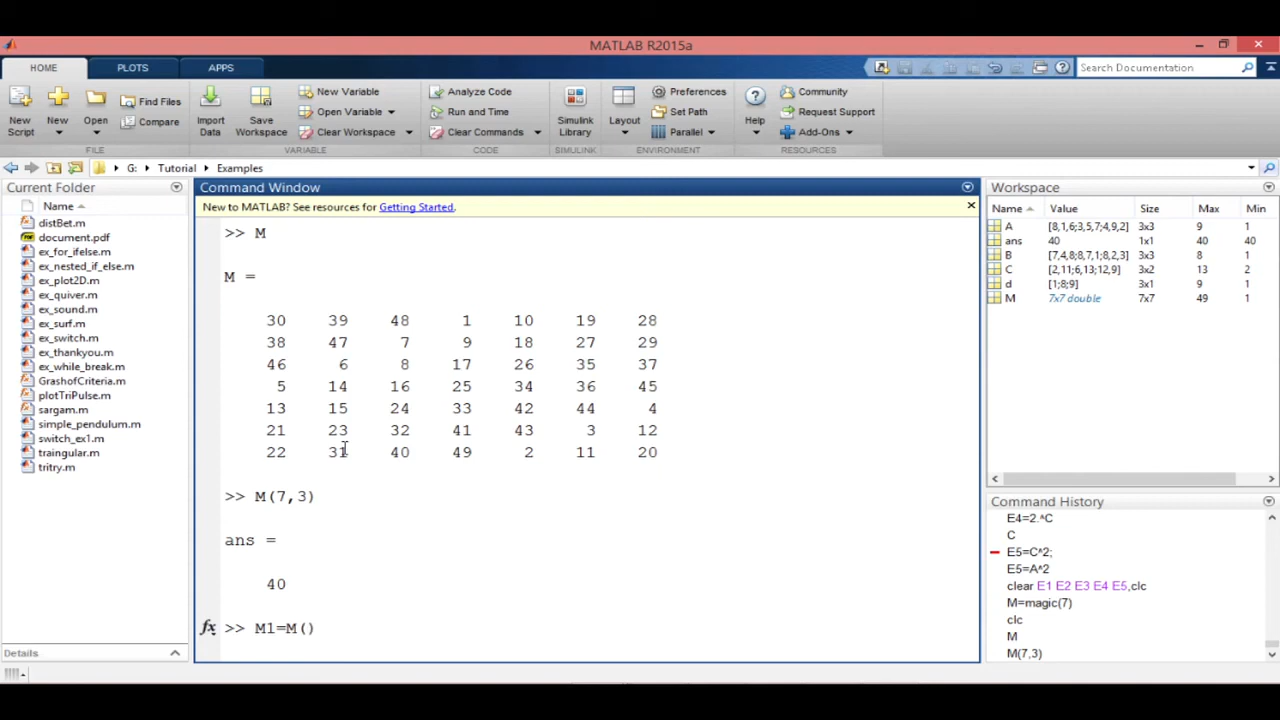 MATLAB R2015a
HOME PLOTS APPS Search Documentation
New Script New Open Find Files Compare FILE
Import Data Save Workspace New Variable Open Variable Clear Workspace VARIABLE
Analyze Code Run and Time Clear Commands CODE
Simulink Library SIMULINK
Layout Preferences Set Path Parallel ENVIRONMENT
Help Community Request Support Add-Ons RESOURCES
G: Tutorial Examples
Current Folder
Name
distBet.m
document.pdf
ex_for_ifelse.m
ex_nested_if_else.m
ex_plot2D.m
ex_quiver.m
ex_sound.m
ex_surf.m
ex_switch.m
ex_thankyou.m
ex_while_break.m
GrashofCriteria.m
plotTriPulse.m
sargam.m
simple_pendulum.m
switch_ex1.m
traingular.m
tritry.m
Details
Command Window
New to MATLAB? See resources for Getting Started.
>> M
M =
30 39 48 1 10 19 28
38 47 7 9 18 27 29
46 6 8 17 26 35 37
5 14 16 25 34 36 45
13 15 24 33 42 44 4
21 23 32 41 43 3 12
22 31 40 49 2 11 20
>> M(7,3)
ans =
40
fx >> M1=M()
Workspace
Name Value Size Max Min
A [8,1,6;3,5,7;4,9,2] 3x3 9 1
ans 40 1x1 40 40
B [7,4,8;8,7,1;8,2,3] 3x3 8 1
C [2,11;6,13;12,9] 3x2 13 2
d [1;8;9] 3x1 9 1
M 7x7 double 7x7 49 1
Command History
E4=2.^C
C
E5=C^2;
E5=A^2
clear E1 E2 E3 E4 E5,clc
M=magic(7)
clc
M
M(7,3)